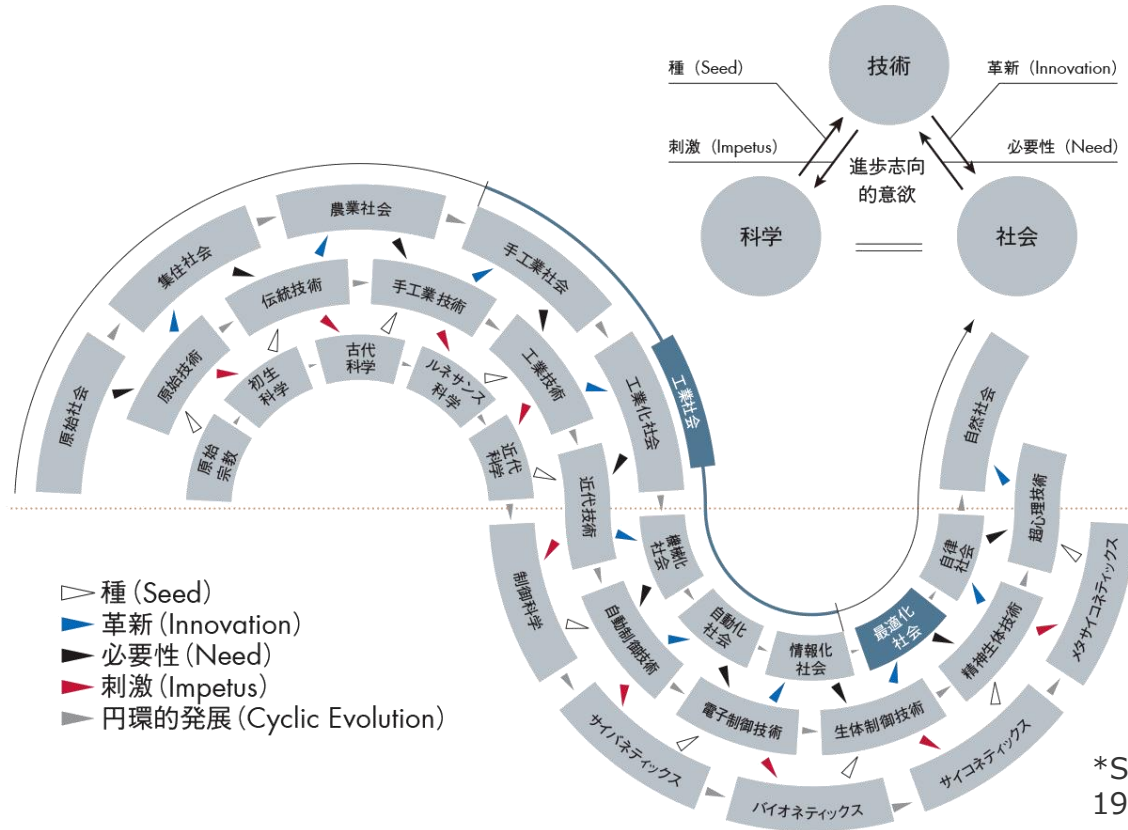 技術
種（Seed）
革新（Innovation）
刺激（Impetus）
必要性（Need）
進歩志向
的意欲
科学
社会
原始社会
集住社会
農業社会
手工業社会
工業化社会
工業社会
原始技術
伝統技術
手工業技術
工業技術
原始
宗教
初生
科学
古代
科学
ルネサンス
科学
近代
科学
近代技術
機械化
社会
自動化
社会
情報化
社会
最適化
社会
自律
社会
自然社会
制御科学
自動制御技術
電子制御技術
生体制御技術
精神生体技術
超心理技術
サイバネティックス
バイオネティックス
サイコネティックス
メタサイコネティックス
種（Seed）
革新（Innovation）
必要性（Need）
刺激（Impetus）
円環的発展（Cyclic Evolution）
*S
19